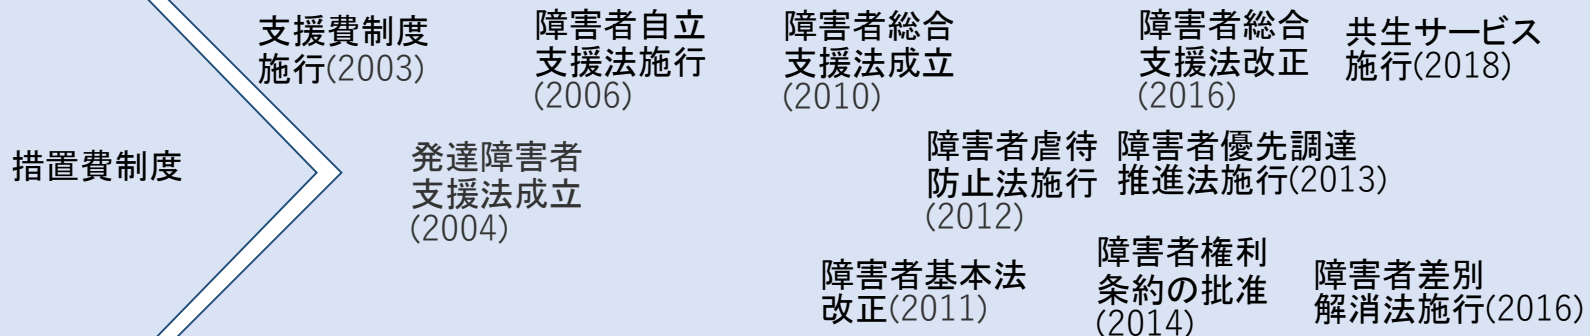 支援費制度
施行(2003)
障害者自立
支援法施行
(2006)
障害者総合
支援法成立
(2010)
障害者総合
支援法改正
(2016)
共生サービス
施行(2018)
措置費制度
発達障害者
支援法成立
(2004)
障害者虐待
防止法施行
(2012)
障害者優先調達
推進法施行(2013)
障害者基本法
改正(2011)
障害者権利
条約の批准
(2014)
障害者差別
解消法施行(2016)